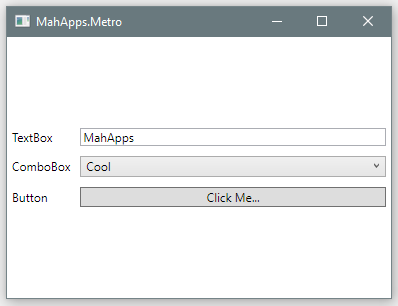 MahApps.Metro
TextBox MahApps
ComboBox Cool
Button Click Me...